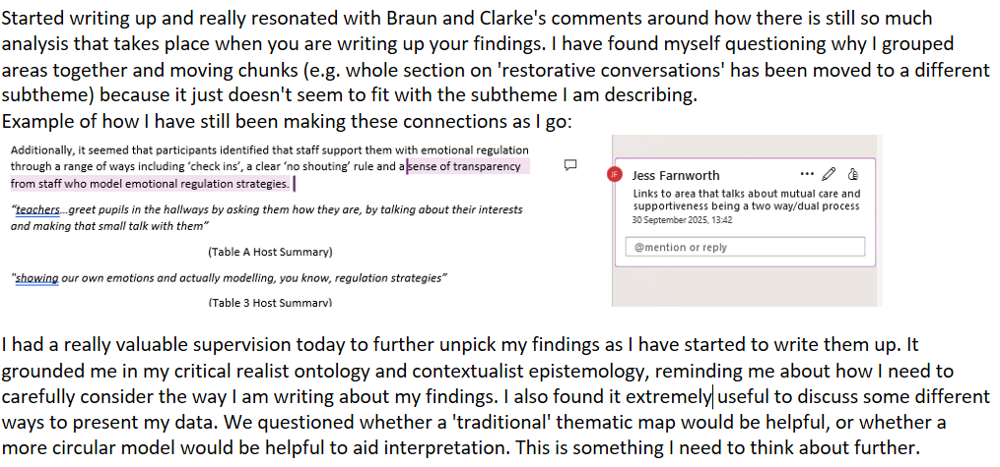 Started writing up and really resonated with Braun and Clarke's comments around how there is still so much
analysis that takes place when you are writing up your findings. I have found myself questioning why I grouped
areas together and moving chunks (e.g. whole section on 'restorative conversations' has been moved to a different
subtheme) because it just doesn't seem to fit with the subtheme I am describing.
Example of how I have still been making these connections as I go:
Additionally, it seemed that participants identified that staff support them with emotional regulation
through a range of ways including 'check ins', a clear 'no shouting' rule and a sense of transparency
from staff who model emotional regulation strategies.
"teachers...greet pupils in the hallways by asking them how they are, by talking about their interests
and making that small talk with them"
(Table A Host Summary)
"showing our own emotions and actually modelling, you know, regulation strategies"
(Table 3 Host Summary)
JF
Jess Farnworth
Links to area that talks about mutual care and
supportiveness being a two way/dual process
30 September 2025, 13:42
@mention or reply
I had a really valuable supervision today to further unpick my findings as I have started to write them up. It
grounded me in my critical realist ontology and contextualist epistemology, reminding me about how I need to
carefully consider the way I am writing about my findings. I also found it extremely useful to discuss some different
ways to present my data. We questioned whether a 'traditional' thematic map would be helpful, or whether a
more circular model would be helpful to aid interpretation. This is something I need to think about further.